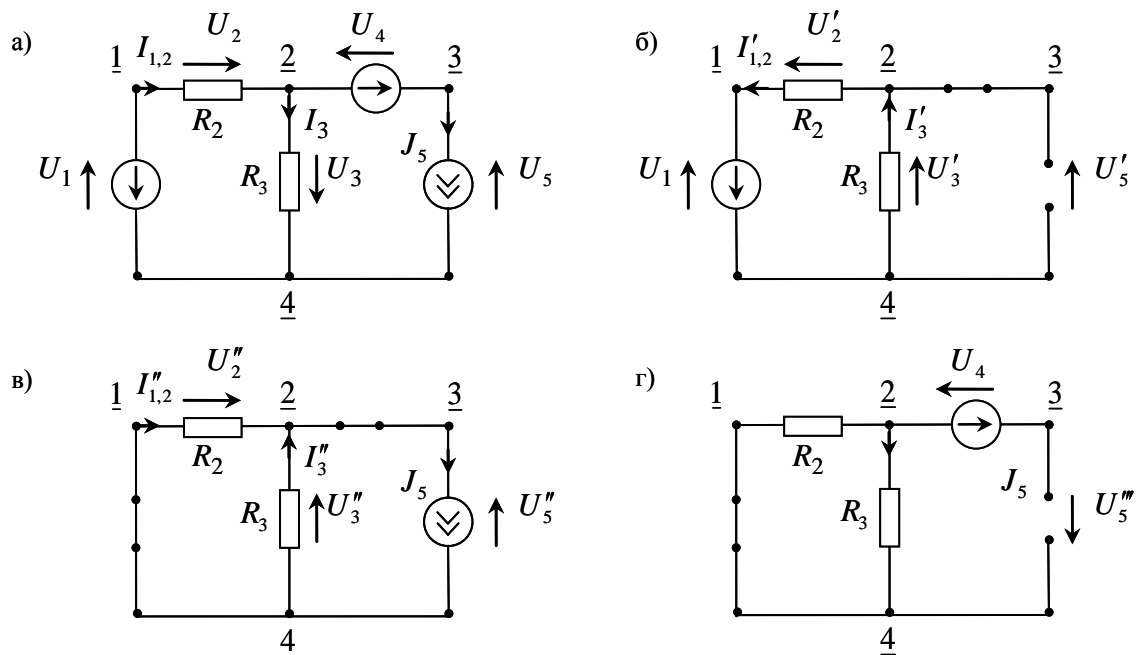 а)
1 I₁,₂ U₂ 2 U₄ 3
R₂ I₃ J₅
U₁ R₃ U₃ U₅
4
б)
1 I′₁,₂ U′₂ 2 3
R₂ I′₃
U₁ R₃ U′₃ U′₅
4
в)
1 I″₁,₂ U″₂ 2 3
R₂ I″₃ J₅
R₃ U″₃ U″₅
4
г)
1 2 U₄ 3
R₂ J₅
R₃ U‴₅
4